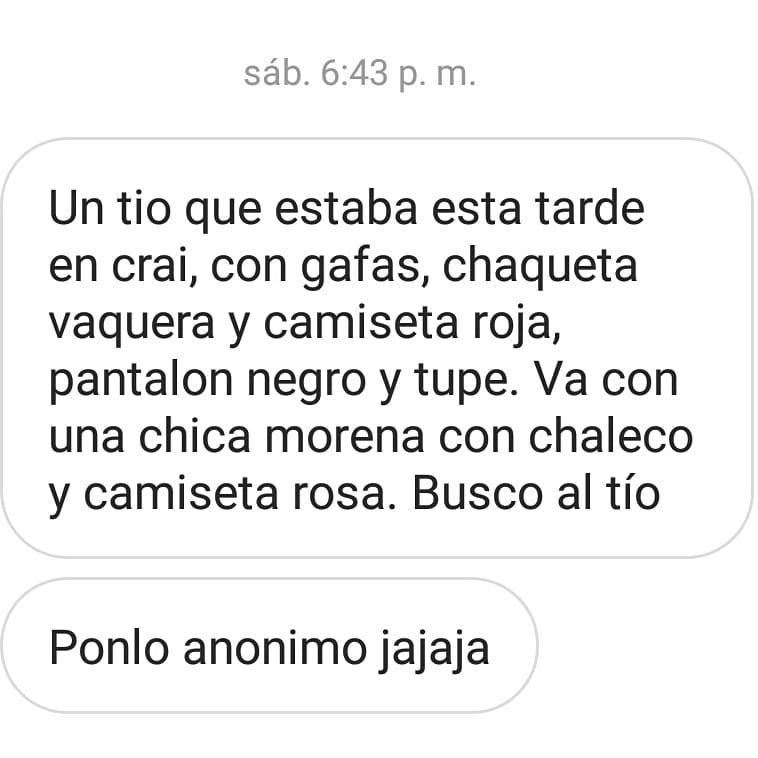 sáb. 6:43 p. m.
Un tio que estaba esta tarde
en crai, con gafas, chaqueta
vaquera y camiseta roja,
pantalon negro y tupe. Va con
una chica morena con chaleco
y camiseta rosa. Busco al tío
Ponlo anonimo jajaja